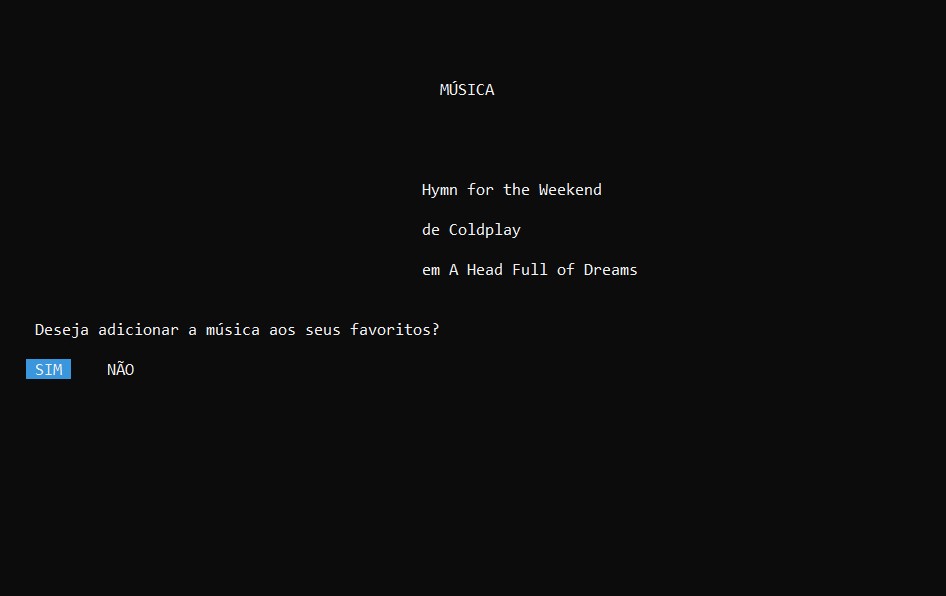 MÚSICA
Hymn for the Weekend
de Coldplay
em A Head Full of Dreams
Deseja adicionar a música aos seus favoritos?
SIM NÃO